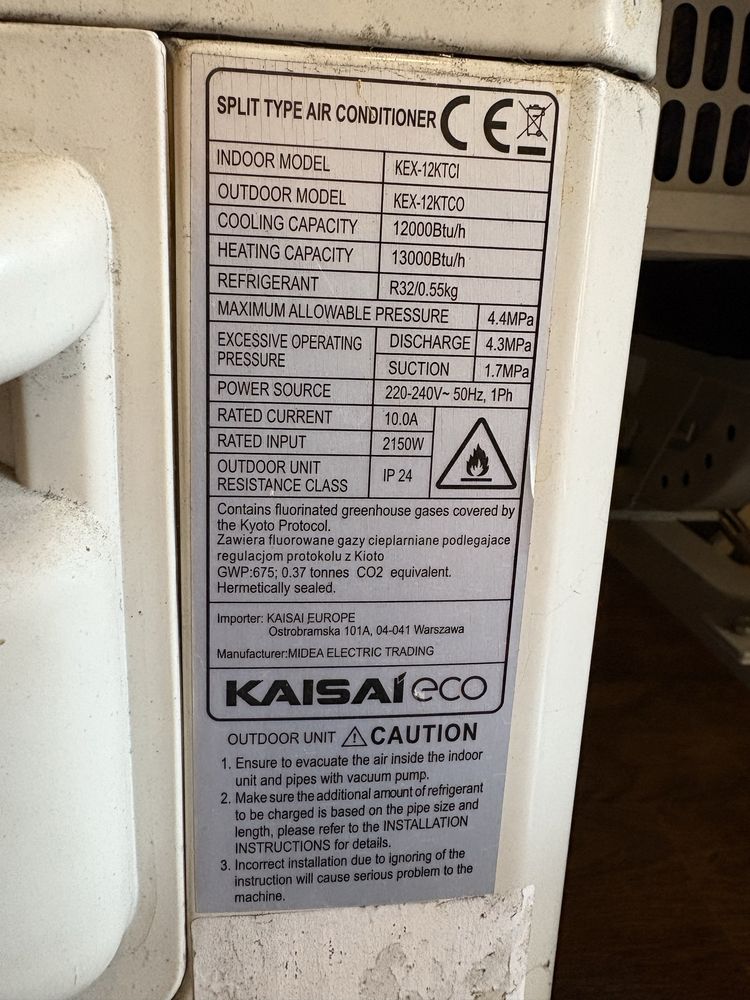 SPLIT TYPE AIR CONDITIONER CE
INDOOR MODEL KEX-12KTCI
OUTDOOR MODEL KEX-12KTCO
COOLING CAPACITY 12000Btu/h
HEATING CAPACITY 13000Btu/h
REFRIGERANT R32/0.55kg
MAXIMUM ALLOWABLE PRESSURE 4.4MPa
EXCESSIVE OPERATING PRESSURE DISCHARGE 4.3MPa
SUCTION 1.7MPa
POWER SOURCE 220-240V~ 50Hz, 1Ph
RATED CURRENT 10.0A
RATED INPUT 2150W
OUTDOOR UNIT RESISTANCE CLASS IP 24
Contains fluorinated greenhouse gases covered by
the Kyoto Protocol.
Zawiera fluorowane gazy cieplarniane podlegajace
regulacjom protokolu z Kioto
GWP:675; 0.37 tonnes CO2 equivalent.
Hermetically sealed.
Importer: KAISAI EUROPE
Ostrobramska 101A, 04-041 Warszawa
Manufacturer:MIDEA ELECTRIC TRADING
KAISAI eco
OUTDOOR UNIT CAUTION
1. Ensure to evacuate the air inside the indoor
unit and pipes with vacuum pump.
2. Make sure the additional amount of refrigerant
to be charged is based on the pipe size and
length, please refer to the INSTALLATION
INSTRUCTIONS for details.
3. Incorrect installation due to ignoring of the
instruction will cause serious problem to the
machine.